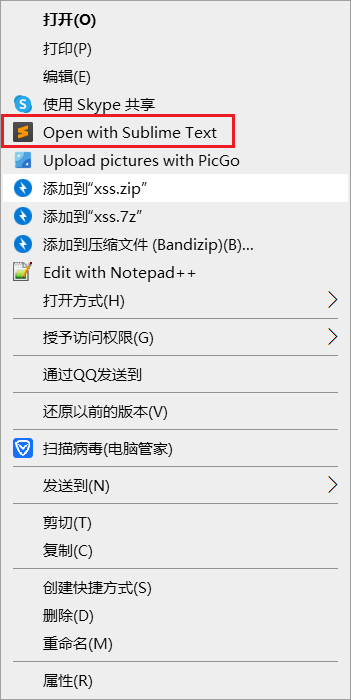 打开(O)
打印(P)
编辑(E)
使用 Skype 共享
Open with Sublime Text
Upload pictures with PicGo
添加到“xss.zip”
添加到“xss.7z”
添加到压缩文件 (Bandizip)(B)...
Edit with Notepad++
打开方式(H)
授予访问权限(G)
通过QQ发送到
还原以前的版本(V)
扫描病毒(电脑管家)
发送到(N)
剪切(T)
复制(C)
创建快捷方式(S)
删除(D)
重命名(M)
属性(R)